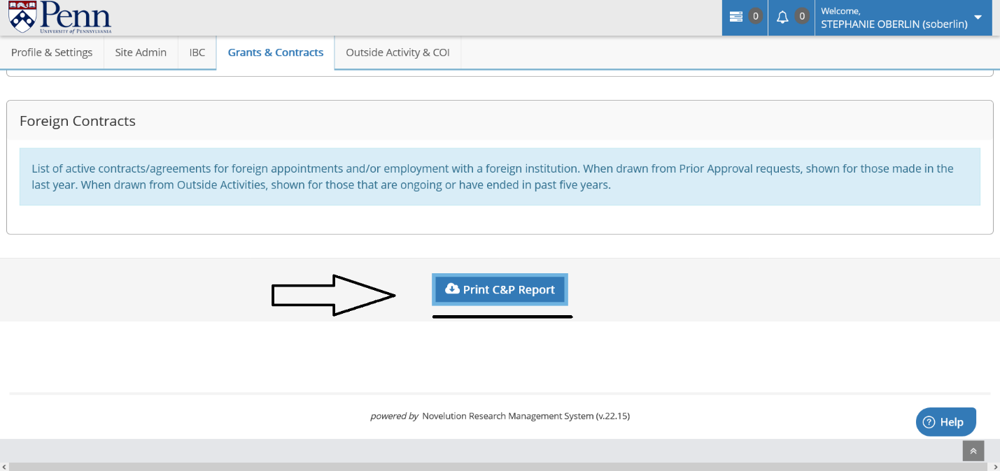 Penn
UNIVERSITY of PENNSYLVANIA
0
0
Welcome,
STEPHANIE OBERLIN (soberlin)
Profile & Settings
Site Admin
IBC
Grants & Contracts
Outside Activity & COI
Foreign Contracts
List of active contracts/agreements for foreign appointments and/or employment with a foreign institution. When drawn from Prior Approval requests, shown for those made in the
last year. When drawn from Outside Activities, shown for those that are ongoing or have ended in past five years.
Print C&P Report
powered by Novelution Research Management System (v.22.15)
Help